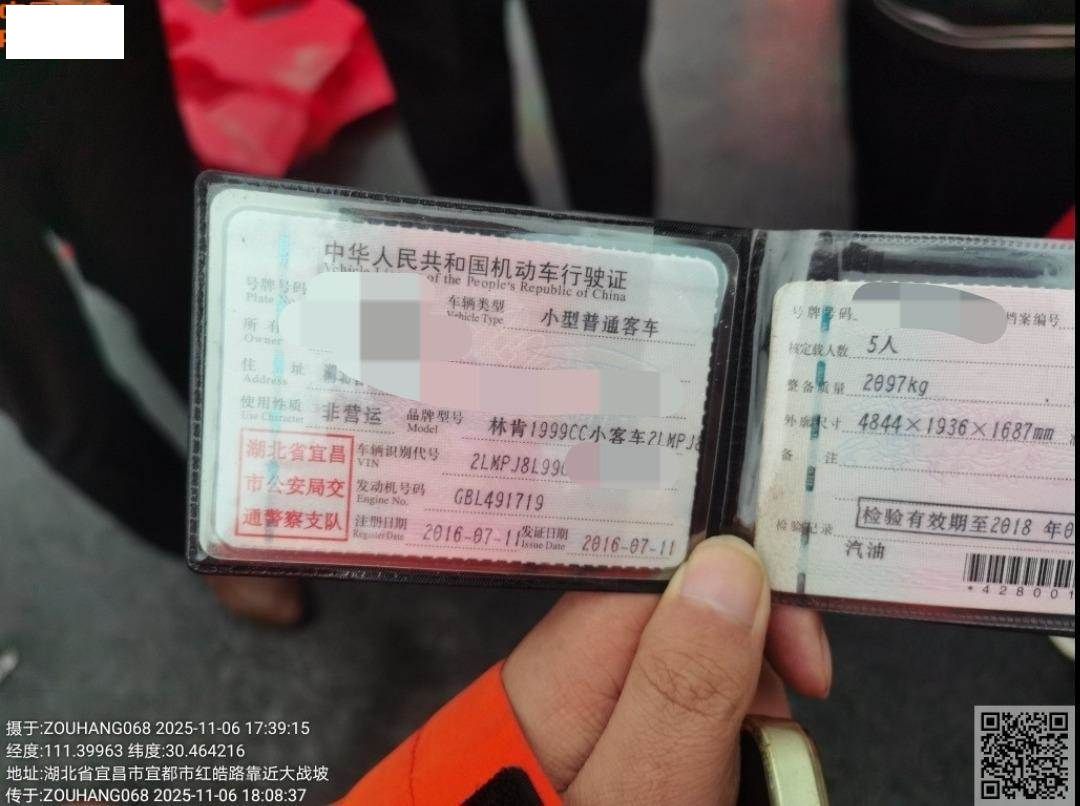 中华人民共和国机动车行驶证
of the People's Republic of China
号牌号码
Plate No.
车辆类型
Vehicle Type
小型普通客车
所有
Owner
住 址
Address
使用性质
Use Character
非营运
品牌型号
Model
林肯1999CC小客车2LMPJ8
湖北省宜昌
市公安局交
通警察支队
车辆识别代号
VIN
2LMPJ8L99
发动机号码
Engine No.
GBL491719
注册日期
Register Date
2016-07-11
发证日期
Issue Date
2016-07-11
号牌号码
档案编号
核定载人数 5人
整备质量 2097kg
外廓尺寸 4844×1936×1687mm
备 注
检验记录
检验有效期至2018 年0
汽油
*428001
摄于:ZOUHANG068 2025-11-06 17:39:15
经度:111.39963 纬度:30.464216
地址:湖北省宜昌市宜都市红皓路靠近大战坡
传于:ZOUHANG068 2025-11-06 18:08:37